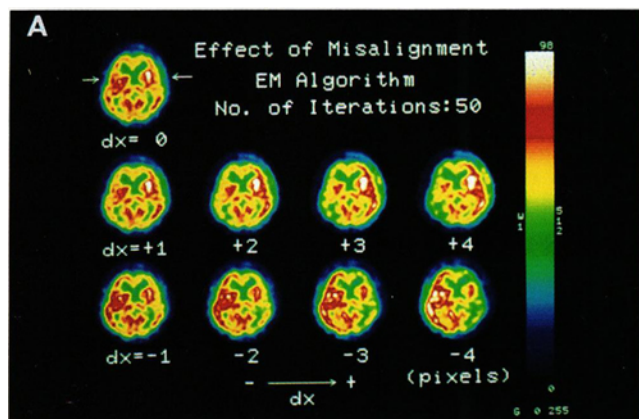 A
Effect of Misalignment
EM Algorithm
No. of Iterations:50
dx= 0
dx=+1 +2 +3 +4
dx=-1 -2 -3 -4
- + (pixels)
dx
98
0
G 0 255